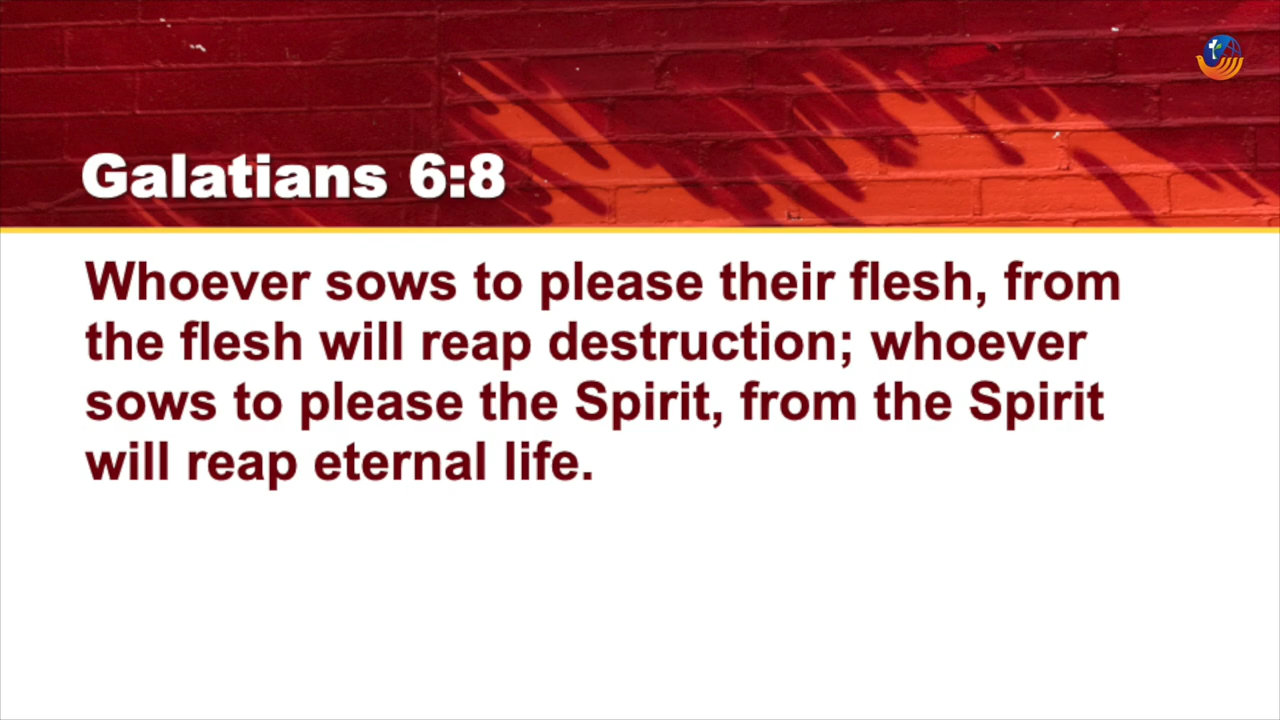 Galatians 6:8
Whoever sows to please their flesh, from
the flesh will reap destruction; whoever
sows to please the Spirit, from the Spirit
will reap eternal life.